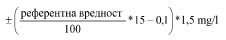 ± ( референтна вредност / 100 * 15 – 0,1 ) * 1,5 mg/l